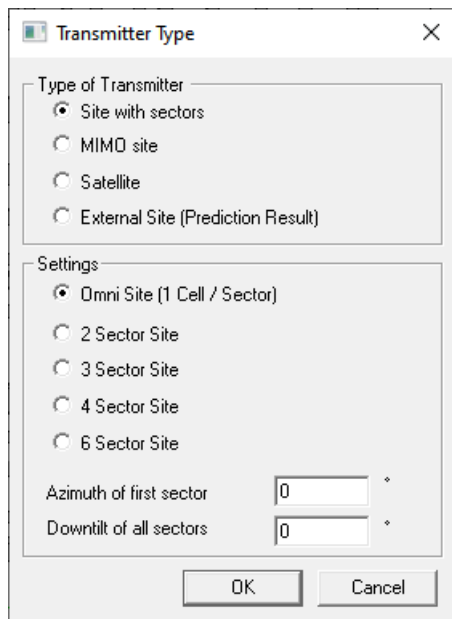 Transmitter Type
Type of Transmitter
Site with sectors
MIMO site
Satellite
External Site (Prediction Result)
Settings
Omni Site (1 Cell / Sector)
2 Sector Site
3 Sector Site
4 Sector Site
6 Sector Site
Azimuth of first sector 0 °
Downtilt of all sectors 0 °
OK Cancel